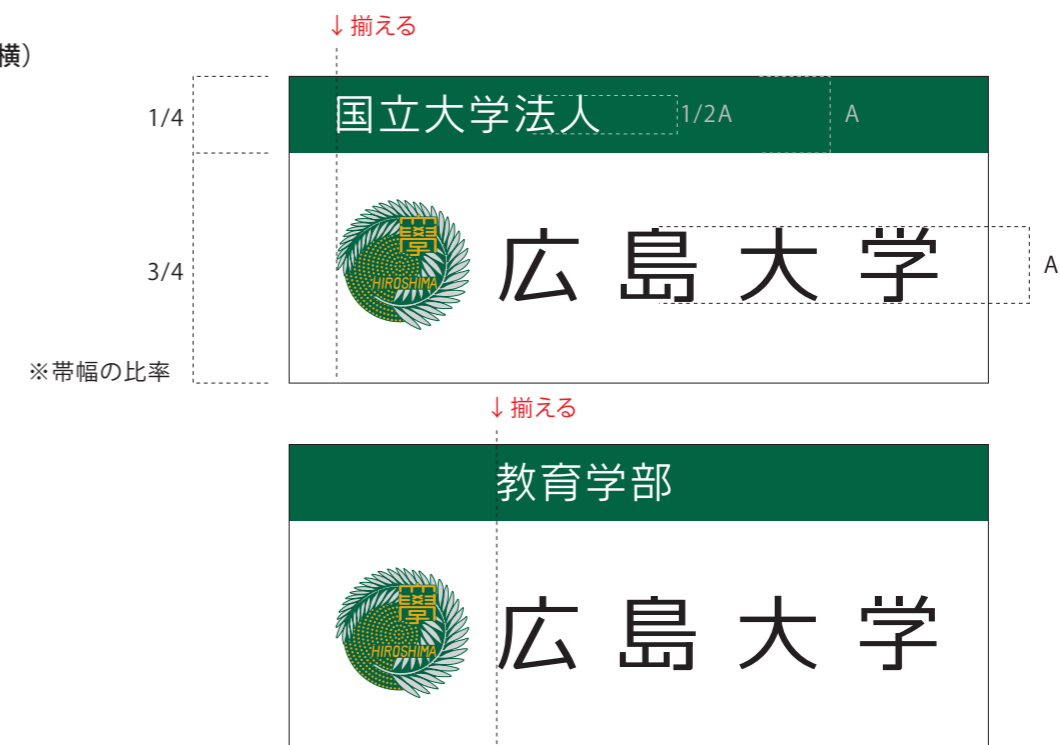 ↓揃える
横）
1/4
国立大学法人
1/2A
A
3/4
學
HIROSHIMA
広島大学
A
※帯幅の比率
↓揃える
教育学部
學
HIROSHIMA
広島大学